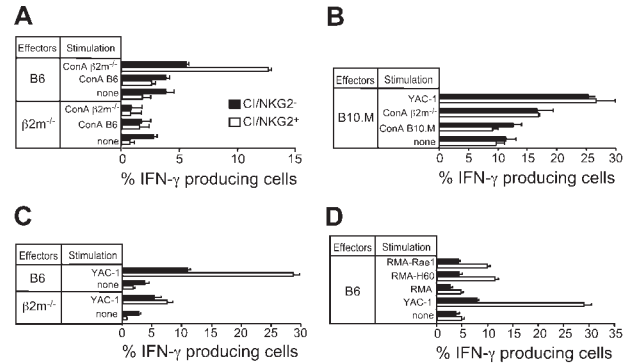 A
Effectors Stimulation
B6
ConA β2m-/-
ConA B6
none
β2m-/-
ConA β2m-/-
ConA B6
none
CI/NKG2-
CI/NKG2+
0 5 10 15
% IFN-γ producing cells
B
Effectors Stimulation
B10.M
YAC-1
ConA β2m-/-
ConA B10.M
none
0 5 10 15 20 25 30
% IFN-γ producing cells
C
Effectors Stimulation
B6
YAC-1
none
β2m-/-
YAC-1
none
0 5 10 15 20 25 30
% IFN-γ producing cells
D
Effectors Stimulation
B6
RMA-Rae1
RMA-H60
RMA
YAC-1
none
0 5 10 15 20 25 30 35
% IFN-γ producing cells